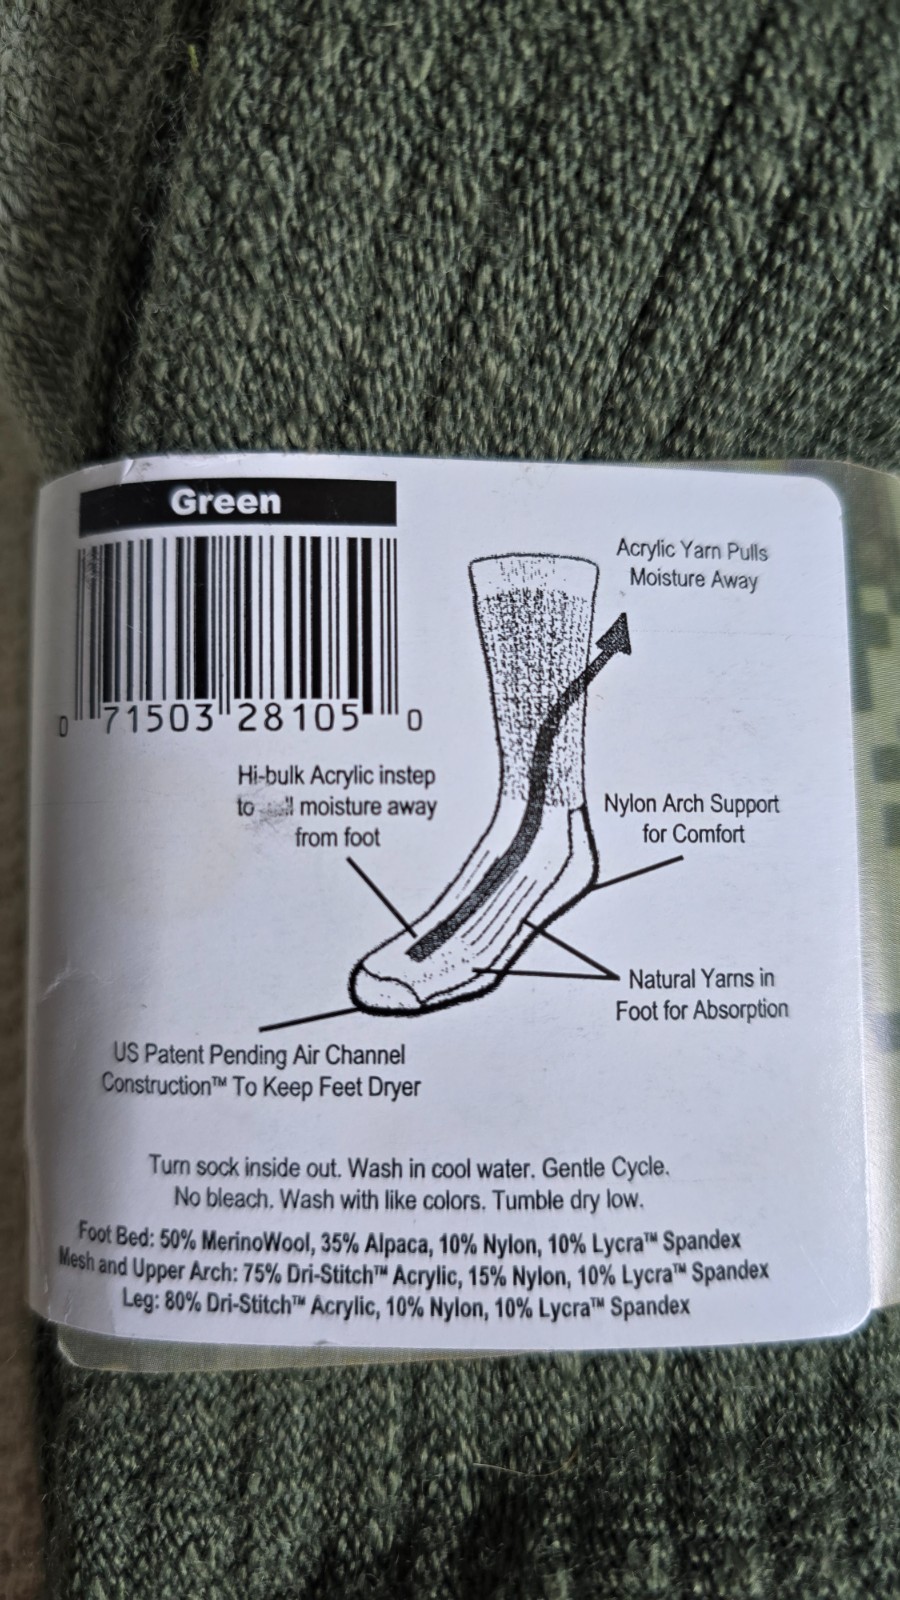 Green
0 71503 28105 0
Acrylic Yarn Pulls
Moisture Away
Hi-bulk Acrylic instep
to moisture away
from foot
Nylon Arch Support
for Comfort
Natural Yarns in
Foot for Absorption
US Patent Pending Air Channel
Construction™ To Keep Feet Dryer
Turn sock inside out. Wash in cool water. Gentle Cycle.
No bleach. Wash with like colors. Tumble dry low.
Foot Bed: 50% MerinoWool, 35% Alpaca, 10% Nylon, 10% Lycra™ Spandex
Mesh and Upper Arch: 75% Dri-Stitch™ Acrylic, 15% Nylon, 10% Lycra™ Spandex
Leg: 80% Dri-Stitch™ Acrylic, 10% Nylon, 10% Lycra™ Spandex